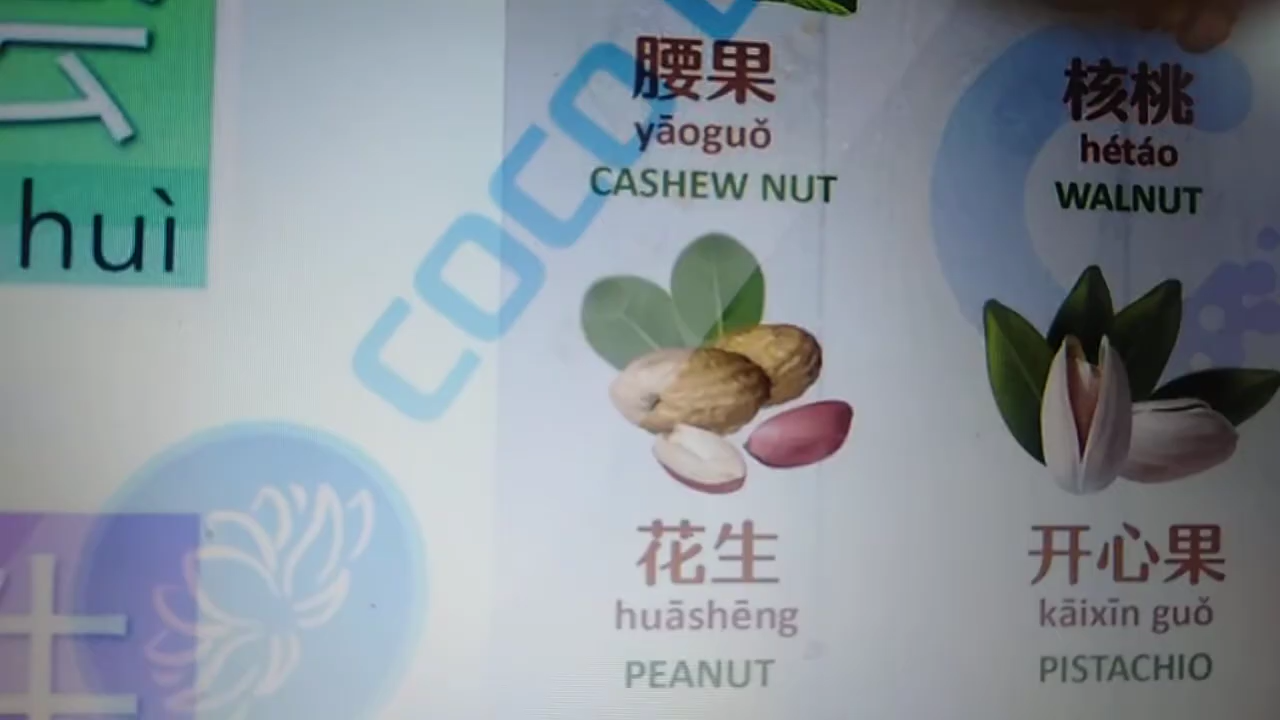 huì
COCO
腰果
yāoguǒ
CASHEW NUT
核桃
hétáo
WALNUT
花生
huāshēng
PEANUT
开心果
kāixīn guǒ
PISTACHIO